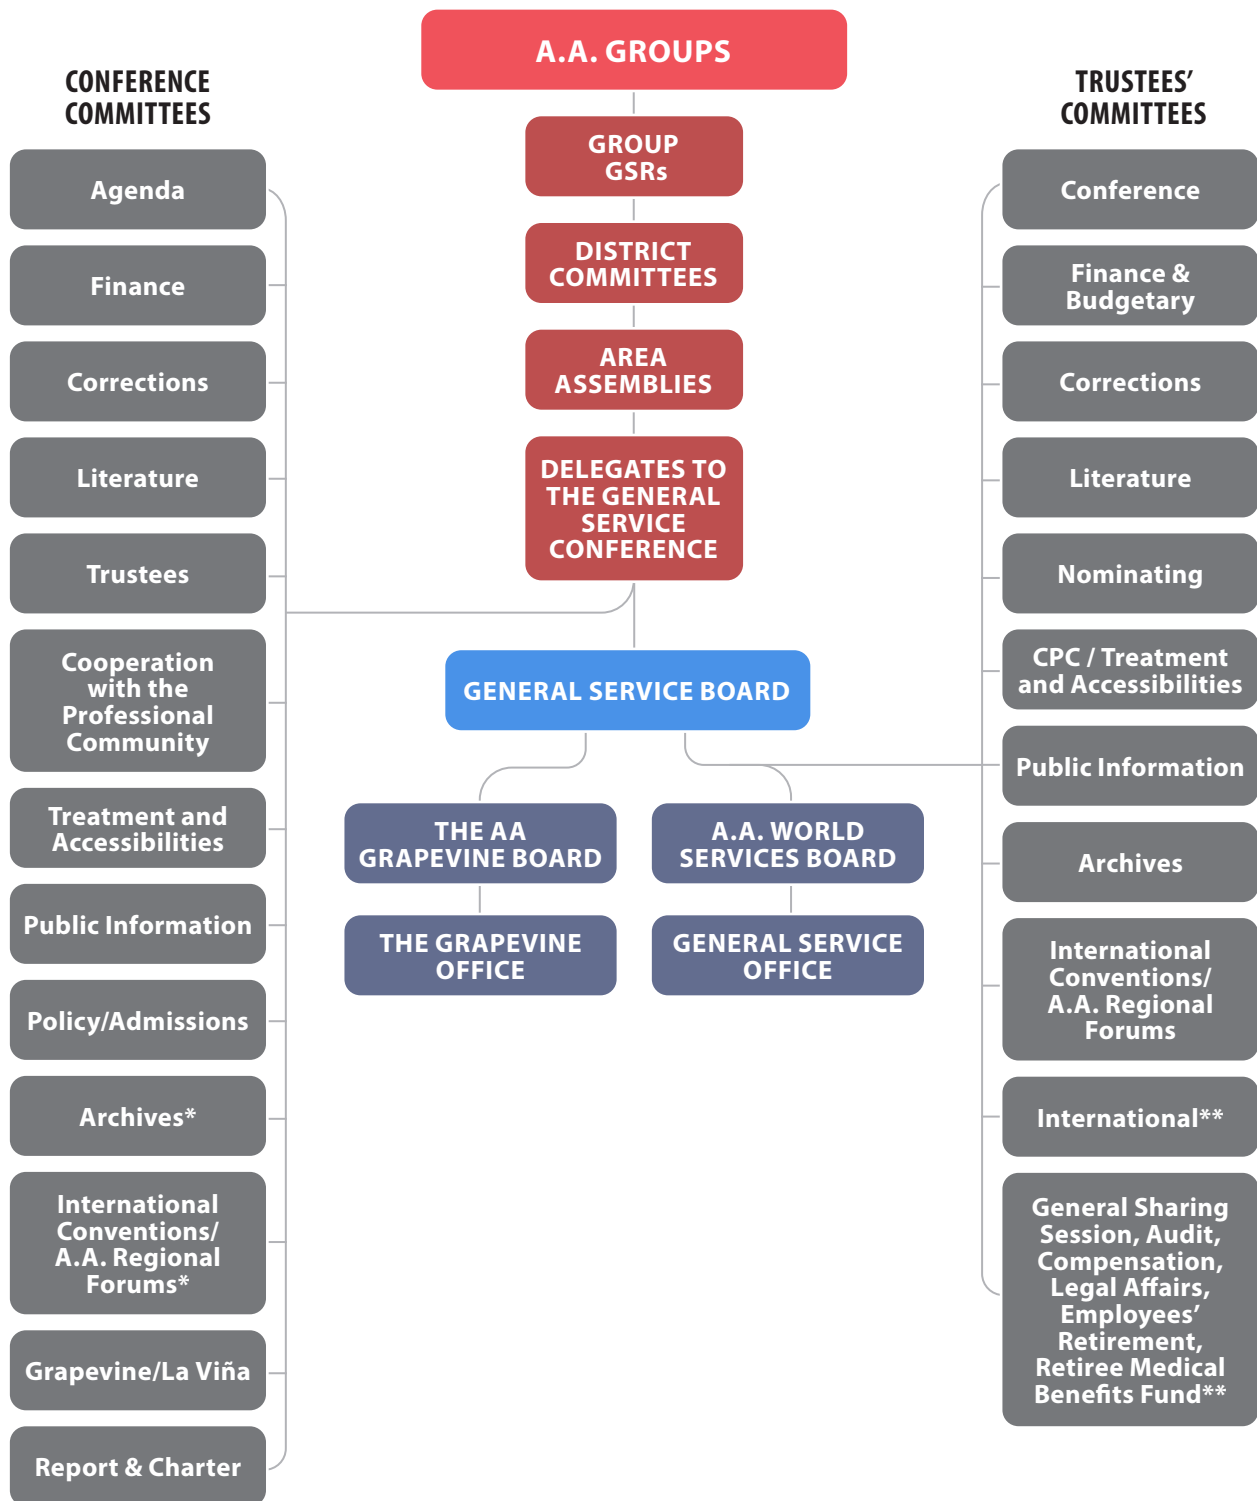 A.A. GROUPS
CONFERENCE
COMMITTEES
Agenda
Finance
Corrections
Literature
Trustees
Cooperation
with the
Professional
Community
Treatment and
Accessibilities
Public Information
Policy/Admissions
Archives*
International
Conventions/
A.A. Regional
Forums*
Grapevine/La Viña
Report & Charter
GROUP
GSRs
DISTRICT
COMMITTEES
AREA
ASSEMBLIES
DELEGATES TO
THE GENERAL
SERVICE
CONFERENCE
GENERAL SERVICE BOARD
THE AA
GRAPEVINE BOARD
THE GRAPEVINE
OFFICE
A.A. WORLD
SERVICES BOARD
GENERAL SERVICE
OFFICE
TRUSTEES’
COMMITTEES
Conference
Finance &
Budgetary
Corrections
Literature
Nominating
CPC / Treatment
and Accessibilities
Public Information
Archives
International
Conventions/
A.A. Regional
Forums
International**
General Sharing
Session, Audit,
Compensation,
Legal Affairs,
Employees’
Retirement,
Retiree Medical
Benefits Fund**